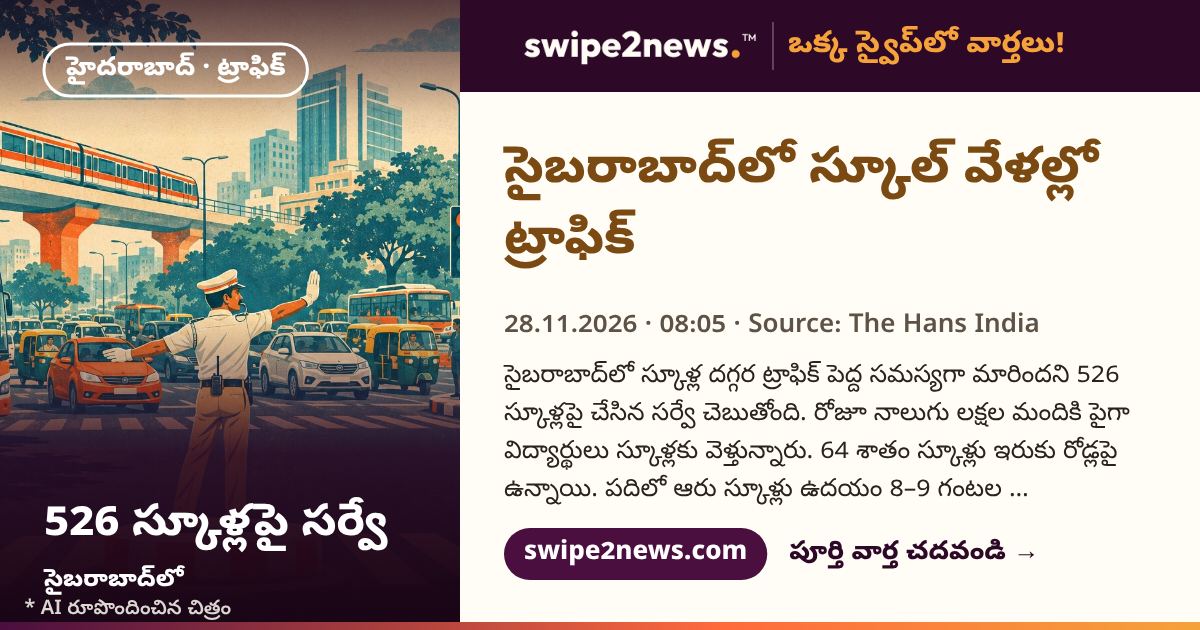 హైదరాబాద్ · ట్రాఫిక్
526 స్కూళ్లపై సర్వే
సైబరాబాద్‌లో
* AI రూపొందించిన చిత్రం
swipe2news.™ ఒక్క స్వైప్‌లో వార్తలు!
సైబరాబాద్‌లో స్కూల్ వేళల్లో
ట్రాఫిక్
28.11.2026 · 08:05 · Source: The Hans India
సైబరాబాద్‌లో స్కూళ్ల దగ్గర ట్రాఫిక్ పెద్ద సమస్యగా మారిందని 526
స్కూళ్లపై చేసిన సర్వే చెబుతోంది. రోజూ నాలుగు లక్షల మందికి పైగా
విద్యార్థులు స్కూళ్లకు వెళ్తున్నారు. 64 శాతం స్కూళ్లు ఇరుకు రోడ్లపై
ఉన్నాయి. పదిలో ఆరు స్కూళ్లు ఉదయం 8–9 గంటల ...
swipe2news.com పూర్తి వార్త చదవండి →